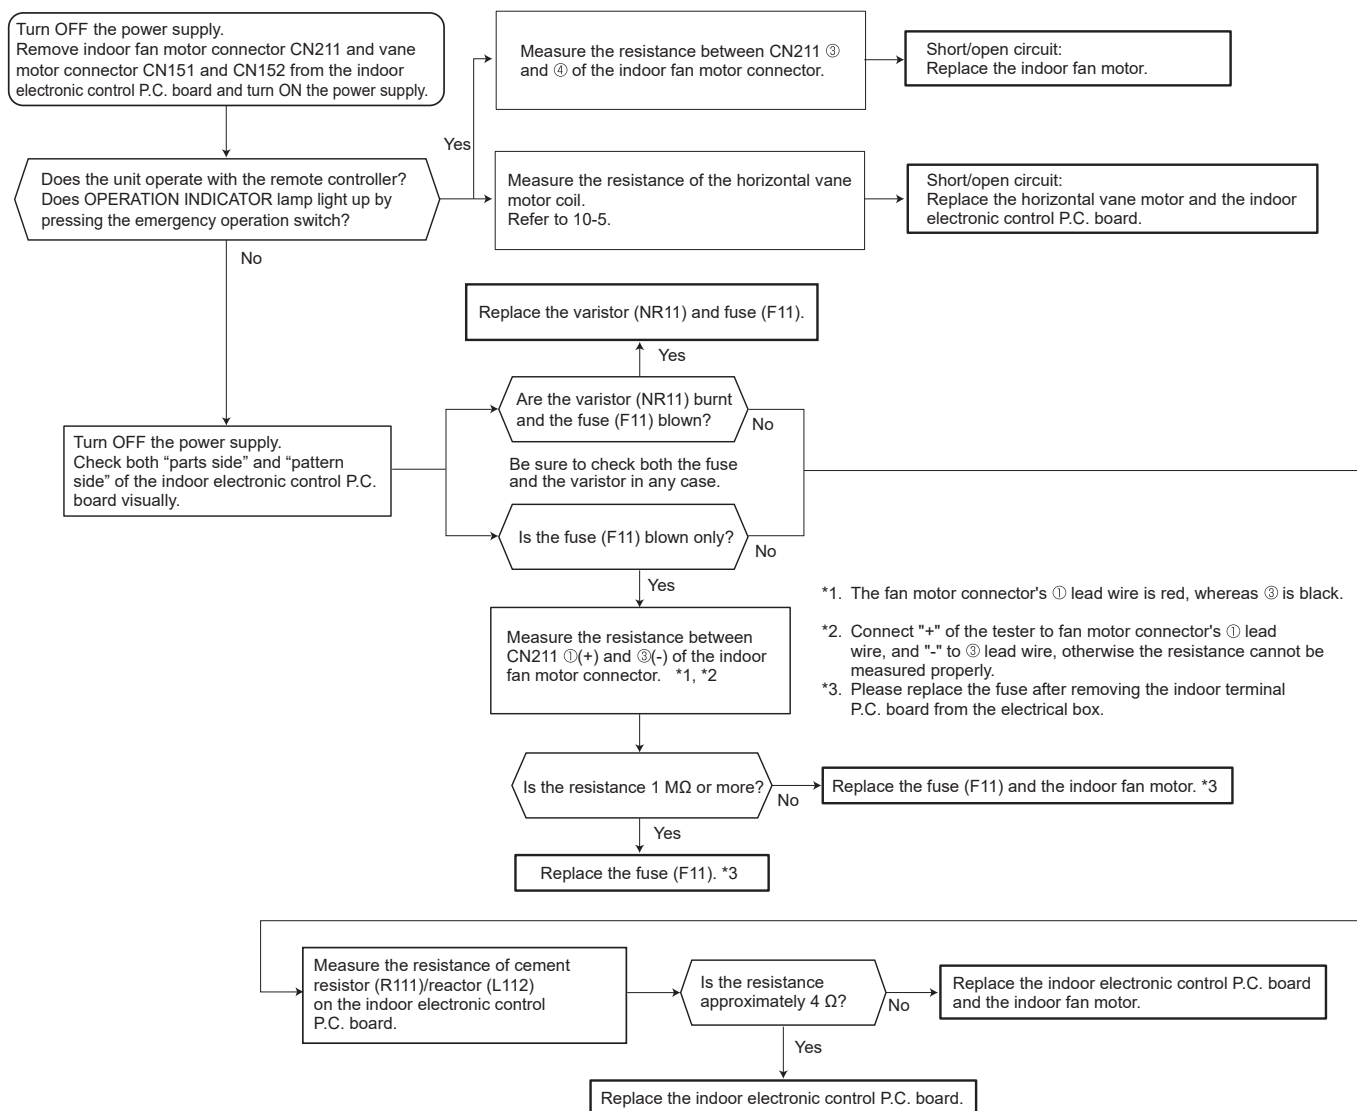 Turn OFF the power supply.
Remove indoor fan motor connector CN211 and vane
motor connector CN151 and CN152 from the indoor
electronic control P.C. board and turn ON the power supply.
Yes
Measure the resistance between CN211 ③
and ④ of the indoor fan motor connector.
Short/open circuit:
Replace the indoor fan motor.
Does the unit operate with the remote controller?
Does OPERATION INDICATOR lamp light up by
pressing the emergency operation switch?
Measure the resistance of the horizontal vane
motor coil.
Refer to 10-5.
Short/open circuit:
Replace the horizontal vane motor and the indoor
electronic control P.C. board.
No
Replace the varistor (NR11) and fuse (F11).
Yes
Are the varistor (NR11) burnt
and the fuse (F11) blown?
No
Turn OFF the power supply.
Check both “parts side” and “pattern
side” of the indoor electronic control P.C.
board visually.
Be sure to check both the fuse
and the varistor in any case.
Is the fuse (F11) blown only?
No
Yes
Measure the resistance between
CN211 ①(+) and ③(-) of the indoor
fan motor connector. *1, *2
*1. The fan motor connector's ① lead wire is red, whereas ③ is black.
*2. Connect "+" of the tester to fan motor connector's ① lead
wire, and "-" to ③ lead wire, otherwise the resistance cannot be
measured properly.
*3. Please replace the fuse after removing the indoor terminal
P.C. board from the electrical box.
Is the resistance 1 MΩ or more?
No
Replace the fuse (F11) and the indoor fan motor. *3
Yes
Replace the fuse (F11). *3
Measure the resistance of cement
resistor (R111)/reactor (L112)
on the indoor electronic control
P.C. board.
Is the resistance
approximately 4 Ω?
No
Replace the indoor electronic control P.C. board
and the indoor fan motor.
Yes
Replace the indoor electronic control P.C. board.